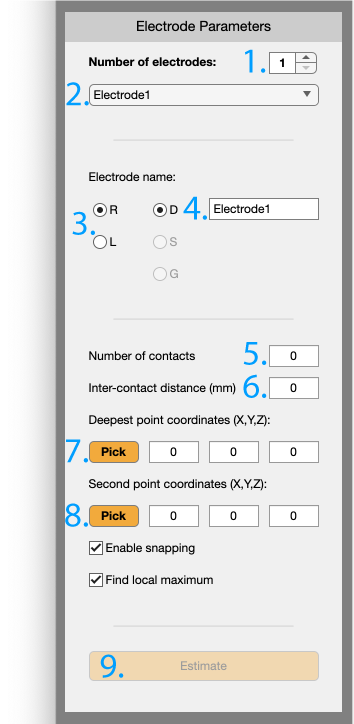 Electrode Parameters
Number of electrodes: 1. 1
2. Electrode1
Electrode name:
3. R D 4. Electrode1
L S
G
Number of contacts 5. 0
Inter-contact distance (mm) 6. 0
Deepest point coordinates (X,Y,Z):
7. Pick 0 0 0
Second point coordinates (X,Y,Z):
8. Pick 0 0 0
Enable snapping
Find local maximum
9. Estimate